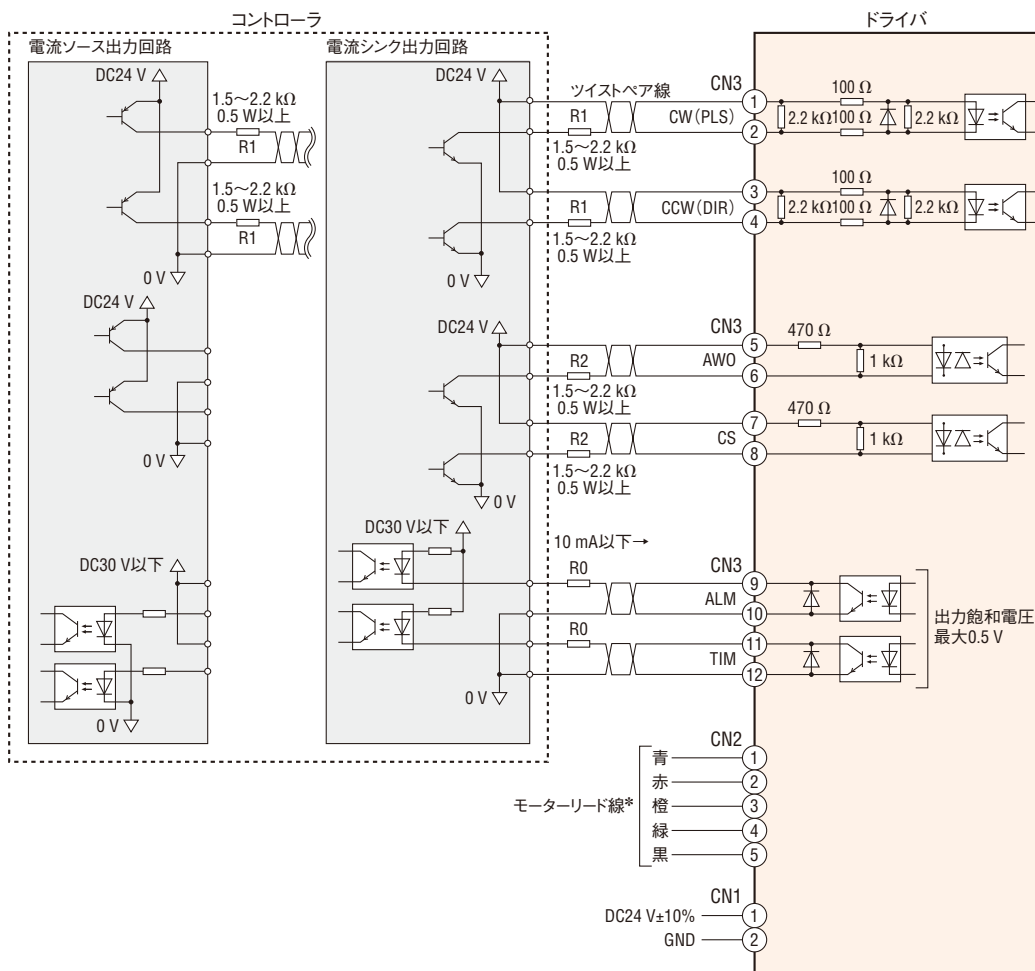 コントローラ
ドライバ
電流ソース出力回路
電流シンク出力回路
DC24 V
1.5～2.2 kΩ
0.5 W以上
R1
1.5～2.2 kΩ
0.5 W以上
R1
0 V
DC24 V
0 V
DC30 V以下
0 V
DC24 V
ツイストペア線
R1
CW(PLS)
1.5～2.2 kΩ
0.5 W以上
R1
CCW(DIR)
1.5～2.2 kΩ
0.5 W以上
0 V
DC24 V
R2
AWO
1.5～2.2 kΩ
0.5 W以上
R2
CS
1.5～2.2 kΩ
0.5 W以上
0 V
DC30 V以下
10 mA以下→
R0
ALM
R0
TIM
0 V
CN3
1
2
100 Ω
2.2 kΩ
100 Ω
2.2 kΩ
3
4
100 Ω
2.2 kΩ
100 Ω
2.2 kΩ
CN3
5
6
470 Ω
1 kΩ
7
8
470 Ω
1 kΩ
CN3
9
10
11
12
出力飽和電圧
最大0.5 V
CN2
モーターリード線*
青 1
赤 2
橙 3
緑 4
黒 5
CN1
DC24 V±10% 1
GND 2